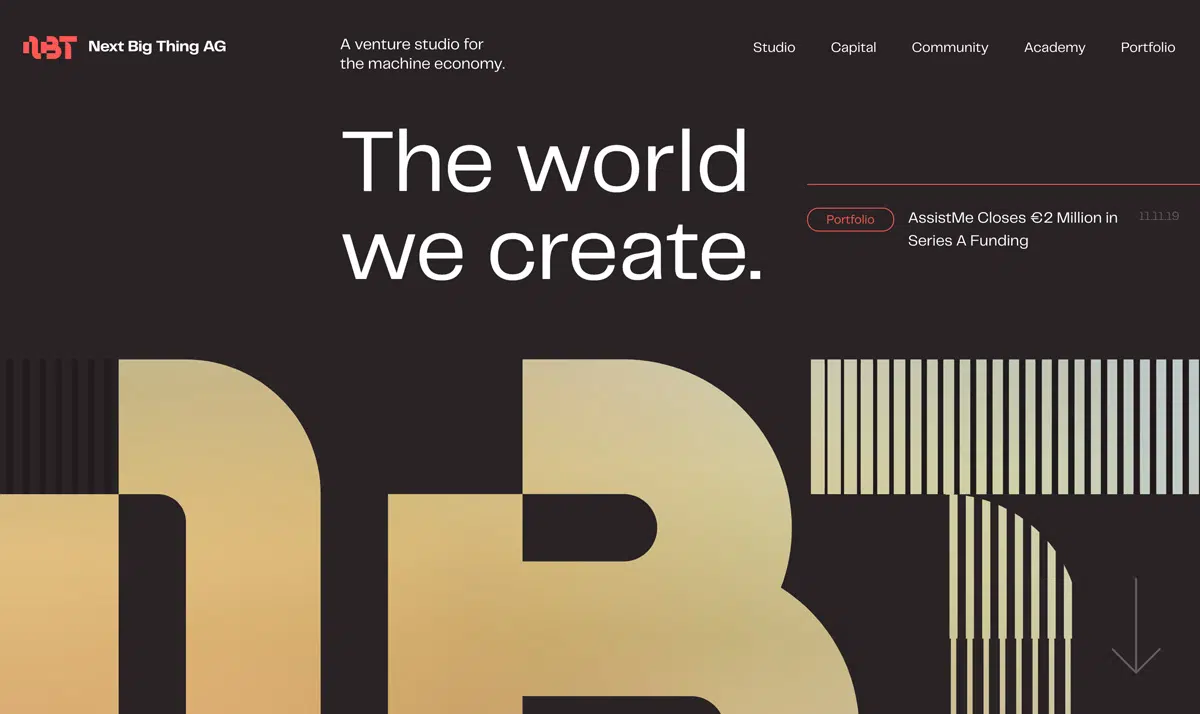 NBT Next Big Thing AG
A venture studio for
the machine economy.
Studio Capital Community Academy Portfolio
The world
we create.
Portfolio
AssistMe Closes €2 Million in
Series A Funding
11.11.19
NBT